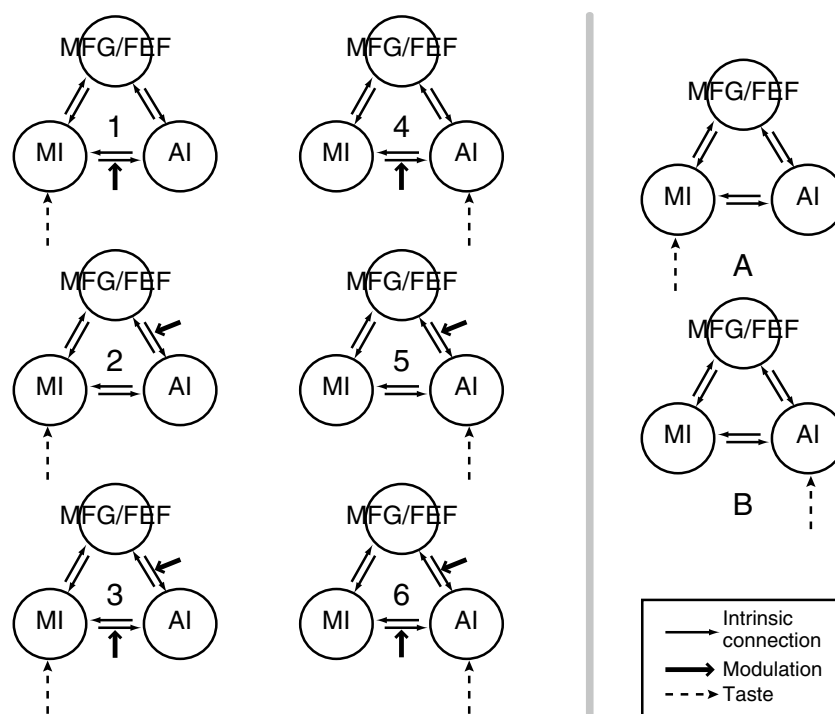 MFG/FEF
1
MI
AI
MFG/FEF
4
MI
AI
MFG/FEF
2
MI
AI
MFG/FEF
5
MI
AI
MFG/FEF
3
MI
AI
MFG/FEF
6
MI
AI
MFG/FEF
MI
AI
A
MFG/FEF
MI
AI
B
Intrinsic
connection
Modulation
Taste